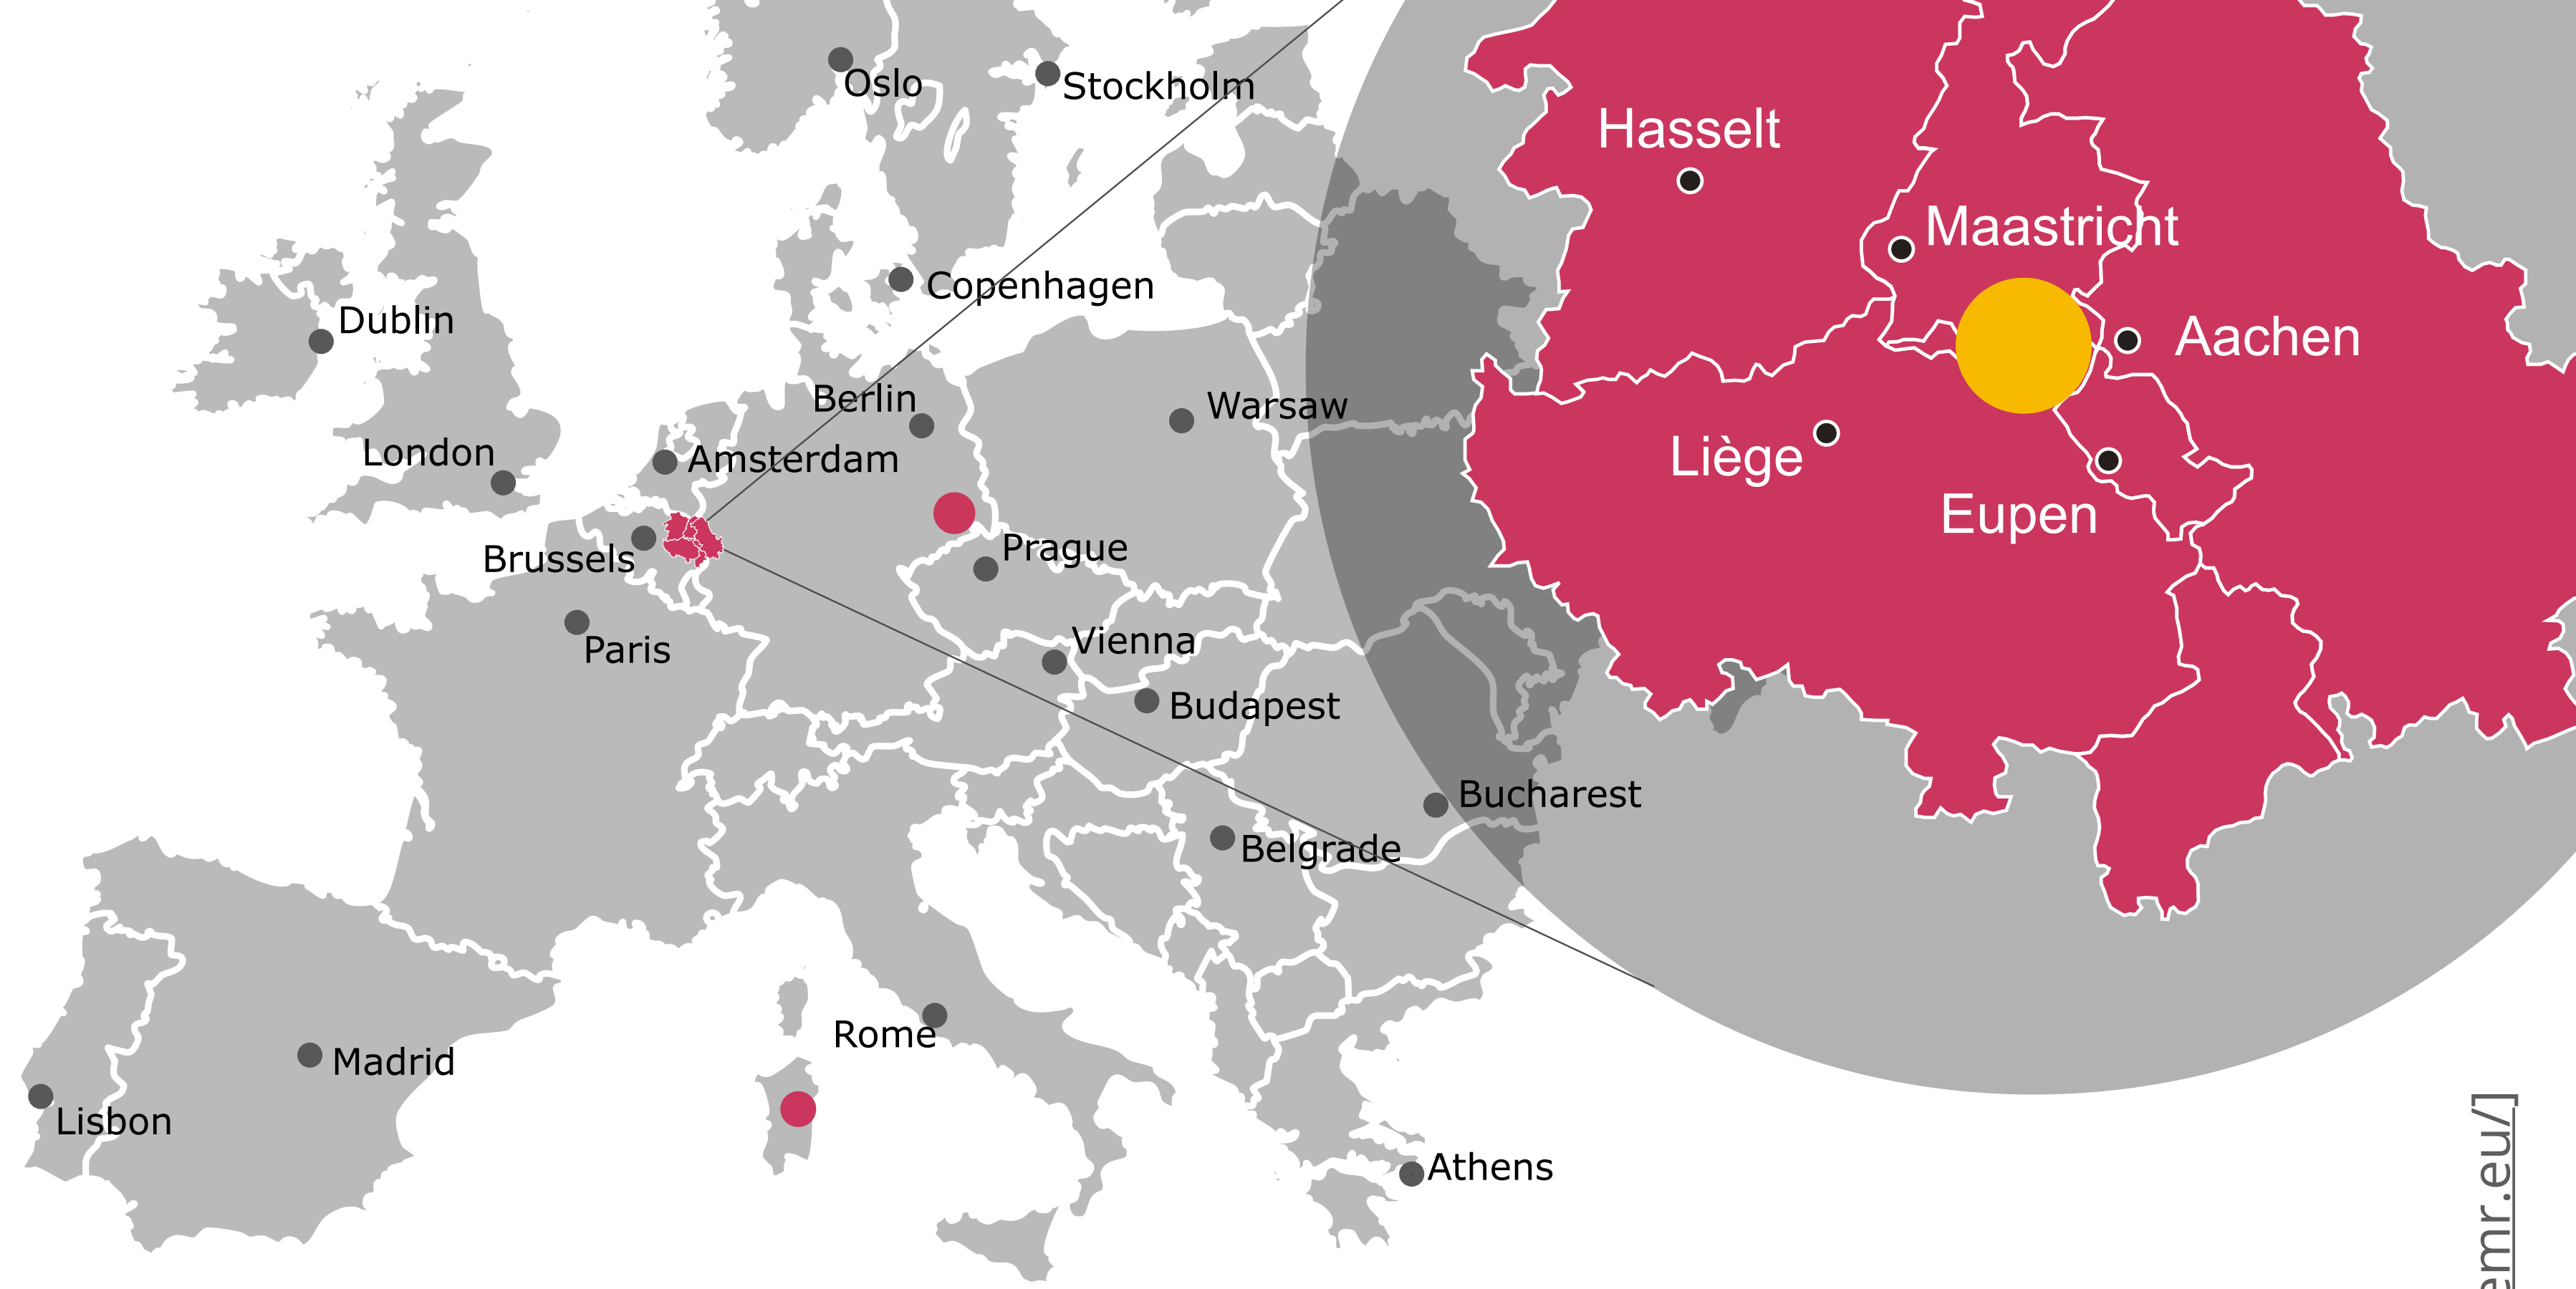 Oslo
Stockholm
Hasselt
Maastricht
Copenhagen
Dublin
Aachen
Berlin
Warsaw
London
Amsterdam
Liège
Eupen
Brussels
Prague
Paris
Vienna
Budapest
Bucharest
Belgrade
Rome
Madrid
Lisbon
Athens
emr.eu/]